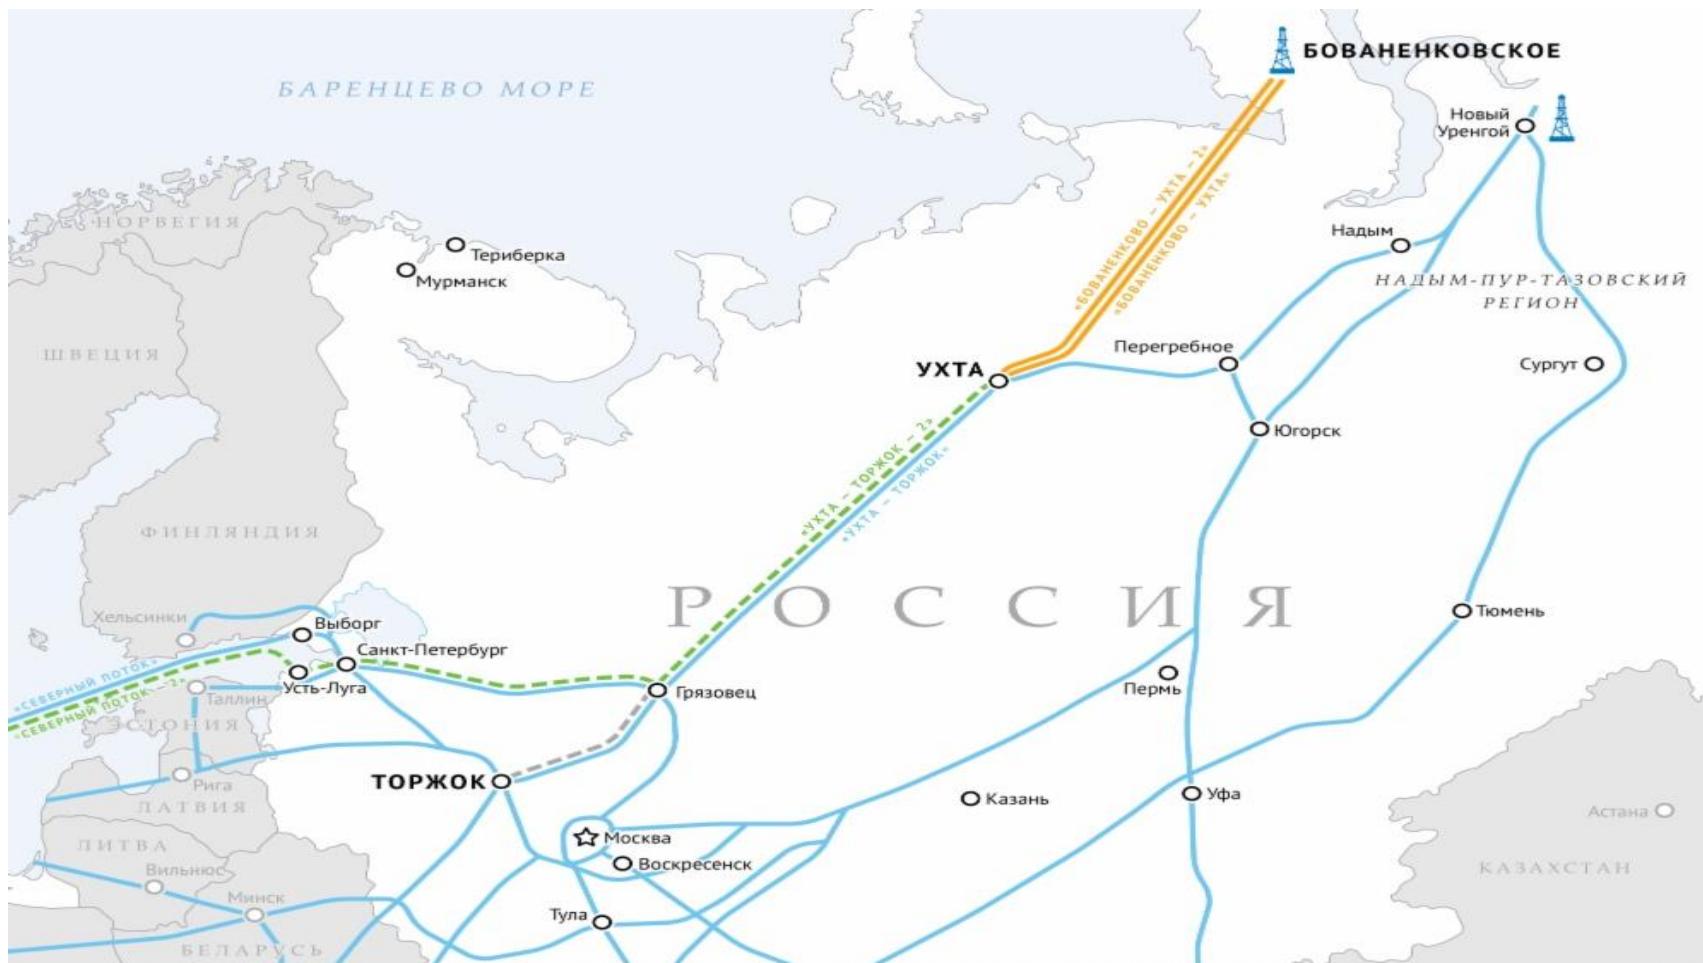 БОВАНЕНКОВСКОЕ
БАРЕНЦЕВО МОРЕ
Новый
Уренгой
«БОВАНЕНКОВО – УХТА – 2»
«БОВАНЕНКОВО – УХТА»
НОРВЕГИЯ
Надым
Териберка
Мурманск
НАДЫМ-ПУР-ТАЗОВСКИЙ
РЕГИОН
ШВЕЦИЯ
Перегребное
УХТА
Сургут
Югорск
«УХТА – ТОРЖОК – 2»
«УХТА – ТОРЖОК»
ФИНЛЯНДИЯ
РОССИЯ
Хельсинки
Выборг
Тюмень
Санкт-Петербург
«СЕВЕРНЫЙ ПОТОК»
«СЕВЕРНЫЙ ПОТОК – 2»
Усть-Луга
Грязовец
Пермь
Таллин
ЭСТОНИЯ
ТОРЖОК
Рига
ЛАТВИЯ
Казань
Уфа
Астана
Москва
ЛИТВА
Воскресенск
Вильнюс
КАЗАХСТАН
Минск
Тула
БЕЛАРУСЬ